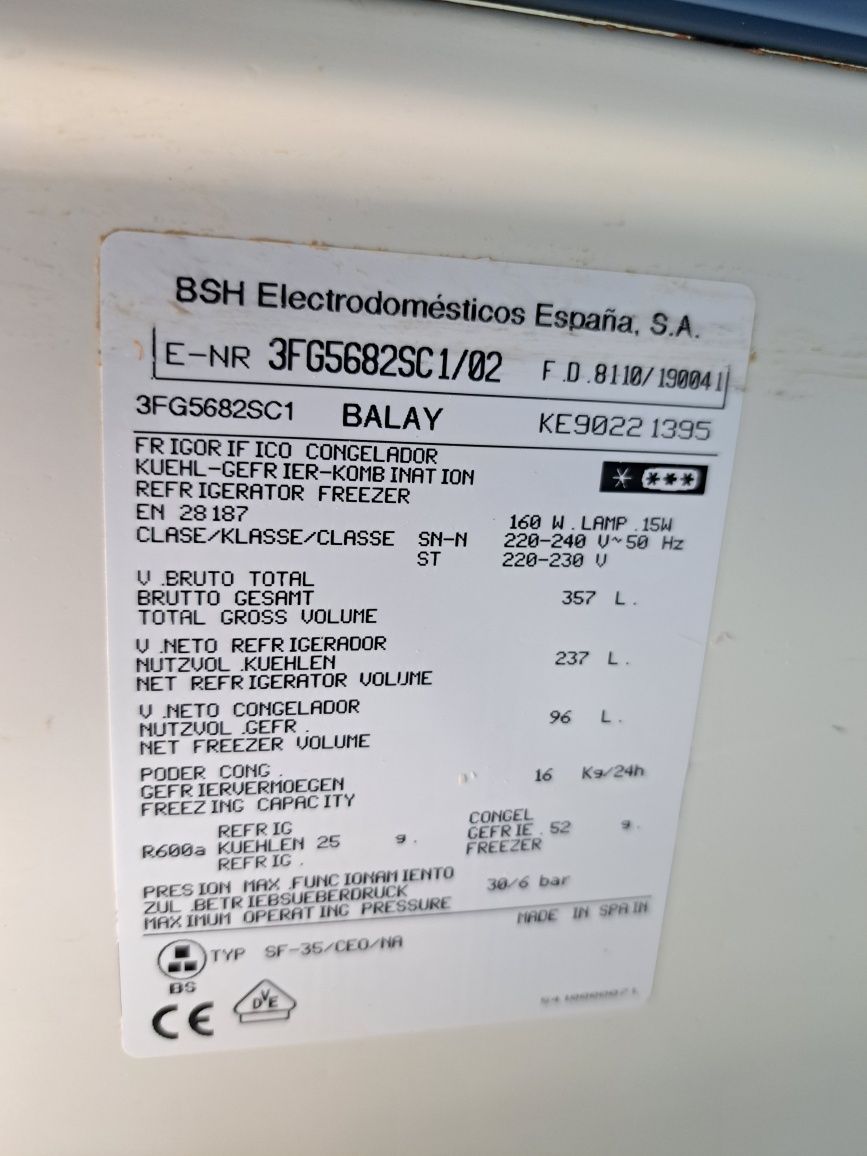 BSH Electrodomésticos España, S.A.
E-NR 3FG5682SC1/02 F.D.8110/190041
3FG5682SC1 BALAY KE90221395
FRIGORIFICO CONGELADOR
KUEHL-GEFRIER-KOMBINATION
REFRIGERATOR FREEZER
* ***
EN 28187 160 W.LAMP.15W
CLASE/KLASSE/CLASSE SN-N 220-240 V~50 Hz
ST 220-230 V
V.BRUTO TOTAL
BRUTTO GESAMT 357 L.
TOTAL GROSS VOLUME
V.NETO REFRIGERADOR
NUTZVOL.KUEHLEN 237 L.
NET REFRIGERATOR VOLUME
V.NETO CONGELADOR
NUTZVOL.GEFR. 96 L.
NET FREEZER VOLUME
PODER CONG. 16 Kg/24h
GEFRIERVERMOEGEN
FREEZING CAPACITY
REFRIG CONGEL
R600a KUEHLEN 25 g. GEFRIE.52 g.
REFRIG. FREEZER
PRESION MAX.FUNCIONAMIENTO
ZUL.BETRIEBSUEBERDRUCK 30/6 bar
MAXIMUM OPERATING PRESSURE
MADE IN SPAIN
TYP SF-35/CEO/NA
BS
CE
DVE